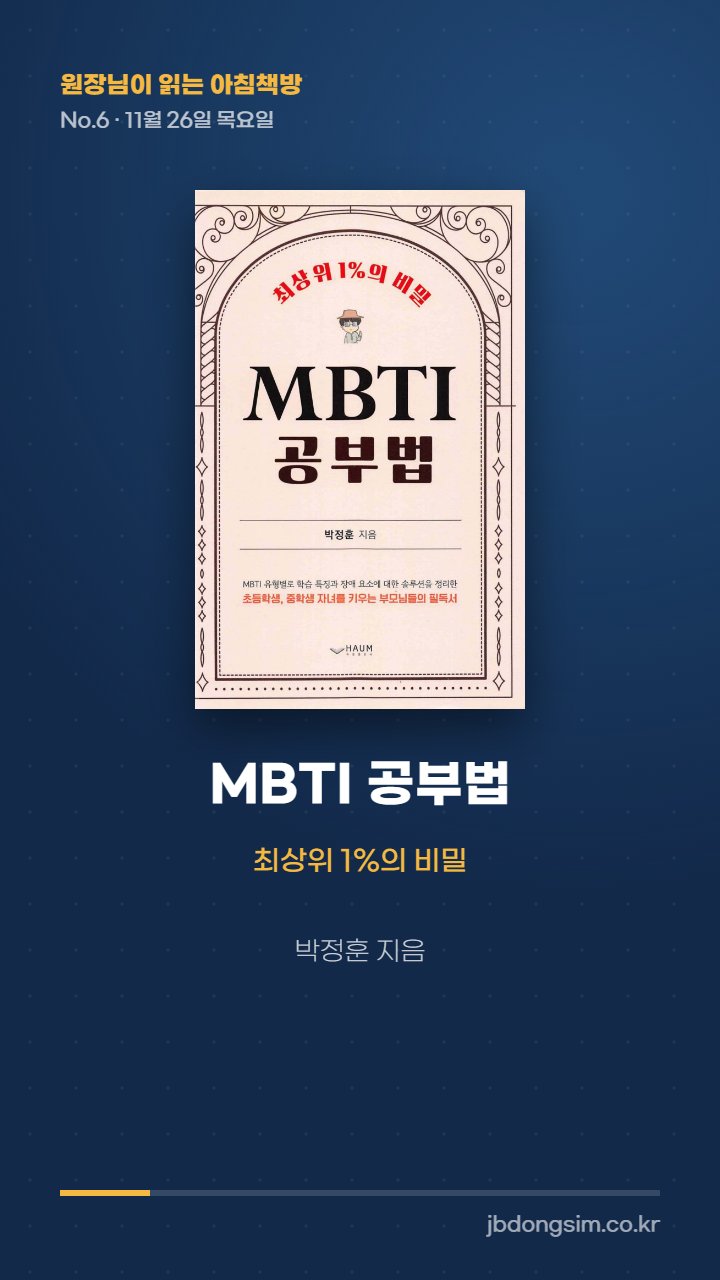 원장님이 읽는 아침책방
No.6 · 11월 26일 목요일
최상위 1%의 비밀
MBTI
공부법
박정훈 지음
MBTI 유형별로 학습 특징과 장애 요소에 대한 솔루션을 정리한
초등학생, 중학생 자녀를 키우는 부모님들의 필독서
HAUM
MBTI 공부법
최상위 1%의 비밀
박정훈 지음
jbdongsim.co.kr